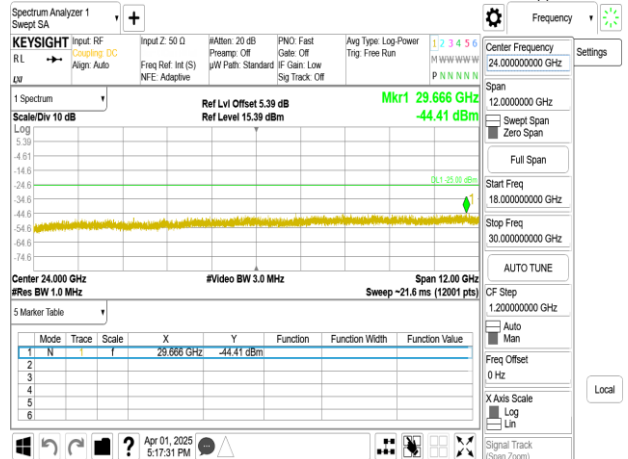 Spectrum Analyzer 1
Swept SA
Frequency
Settings
KEYSIGHT
RL
Input: RF
Coupling: DC
Align: Auto
Input Z: 50 Ω
Freq Ref: Int (S)
NFE: Adaptive
#Atten: 20 dB
Preamp: Off
µW Path: Standard
PNO: Fast
Gate: Off
IF Gain: Low
Sig Track: Off
Avg Type: Log-Power
Trig: Free Run
1 2 3 4 5 6
M W W W W W
P N N N N N
1 Spectrum
Scale/Div 10 dB
Ref Lvl Offset 5.39 dB
Ref Level 15.39 dBm
Mkr1 29.666 GHz
-44.41 dBm
Log
5.39
-4.61
-14.6
-24.6
-34.6
-44.6
-54.6
-64.6
-74.6
DL1 -25.00 dBm
1
Center 24.000 GHz
#Res BW 1.0 MHz
#Video BW 3.0 MHz
Span 12.00 GHz
Sweep ~21.6 ms (12001 pts)
5 Marker Table
Mode Trace Scale X Y Function Function Width Function Value
1 N 1 f 29.666 GHz -44.41 dBm
2
3
4
5
6
Apr 01, 2025
5:17:31 PM
Center Frequency
24.000000000 GHz
Span
12.0000000 GHz
Swept Span
Zero Span
Full Span
Start Freq
18.000000000 GHz
Stop Freq
30.000000000 GHz
AUTO TUNE
CF Step
1.200000000 GHz
Auto
Man
Freq Offset
0 Hz
X Axis Scale
Log
Lin
Signal Track
(Span Zoom)
Local